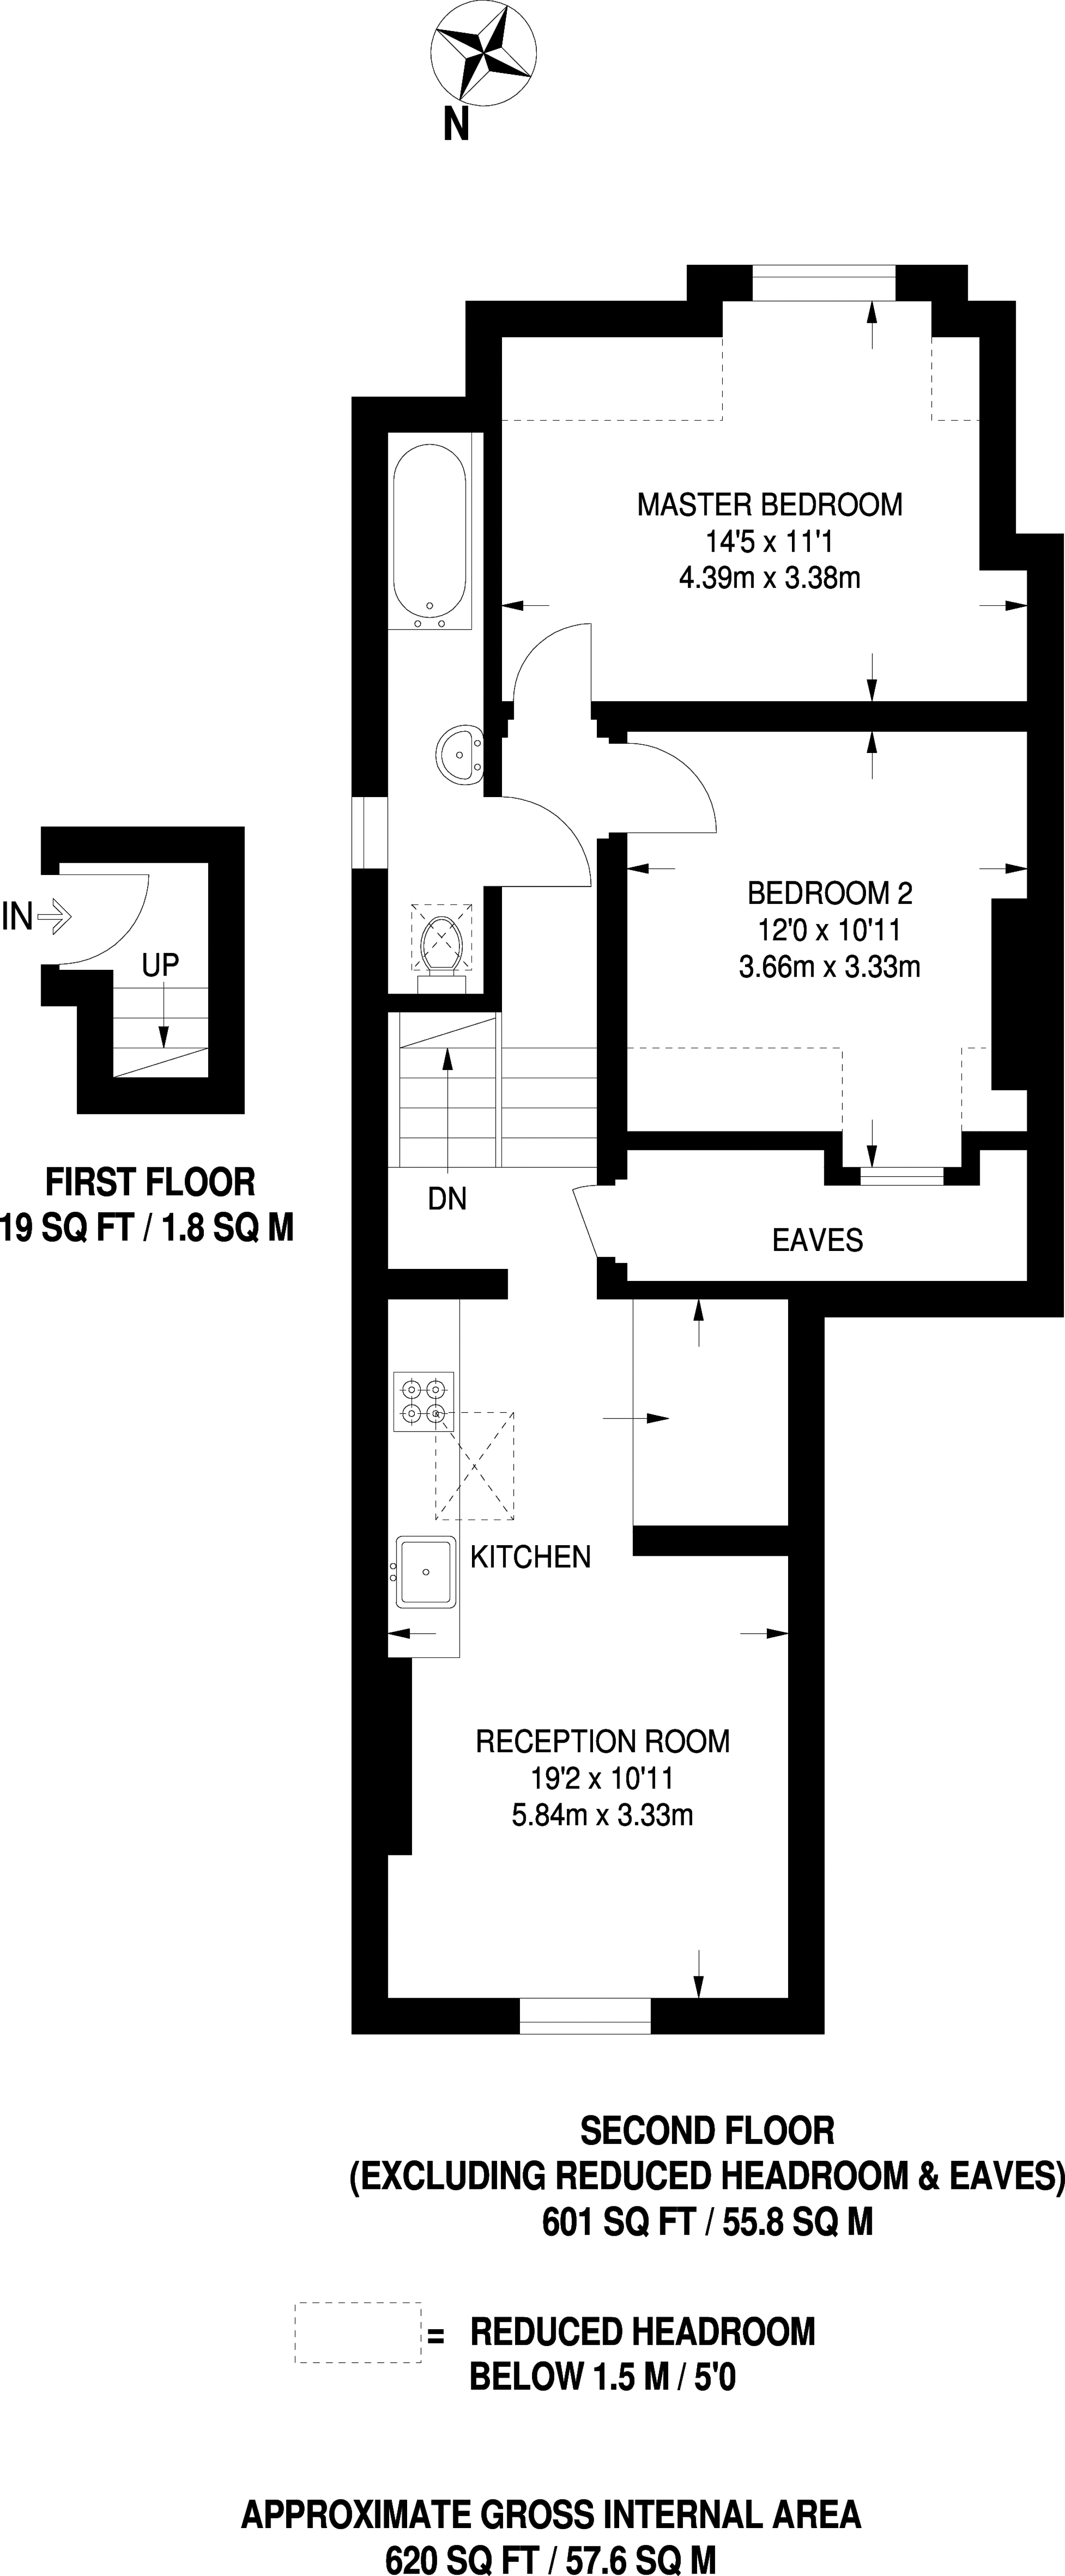 N
MASTER BEDROOM
14'5 x 11'1
4.39m x 3.38m
BEDROOM 2
12'0 x 10'11
3.66m x 3.33m
IN
UP
FIRST FLOOR
19 SQ FT / 1.8 SQ M
DN
EAVES
KITCHEN
RECEPTION ROOM
19'2 x 10'11
5.84m x 3.33m
SECOND FLOOR
(EXCLUDING REDUCED HEADROOM & EAVES)
601 SQ FT / 55.8 SQ M
= REDUCED HEADROOM
BELOW 1.5 M / 5'0
APPROXIMATE GROSS INTERNAL AREA
620 SQ FT / 57.6 SQ M